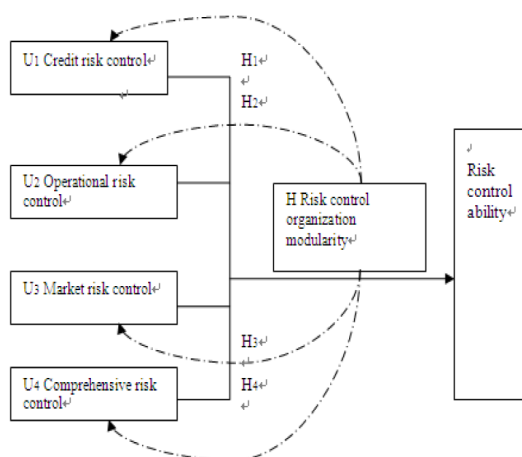 U1 Credit risk control↵
↵
H1↵
↵
H2↵
U2 Operational risk
control↵
H Risk control
organization
modularity↵
↵
Risk
control
ability↵
U3 Market risk control↵
H3↵
↵
H4↵
↵
U4 Comprehensive risk
control↵